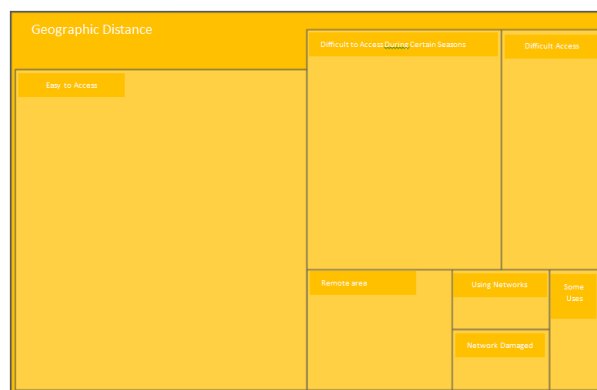 Geographic Distance
Difficult to Access During Certain Seasons
Difficult Access
Easy to Access
Remote area
Using Networks
Some
Uses
Network Damaged